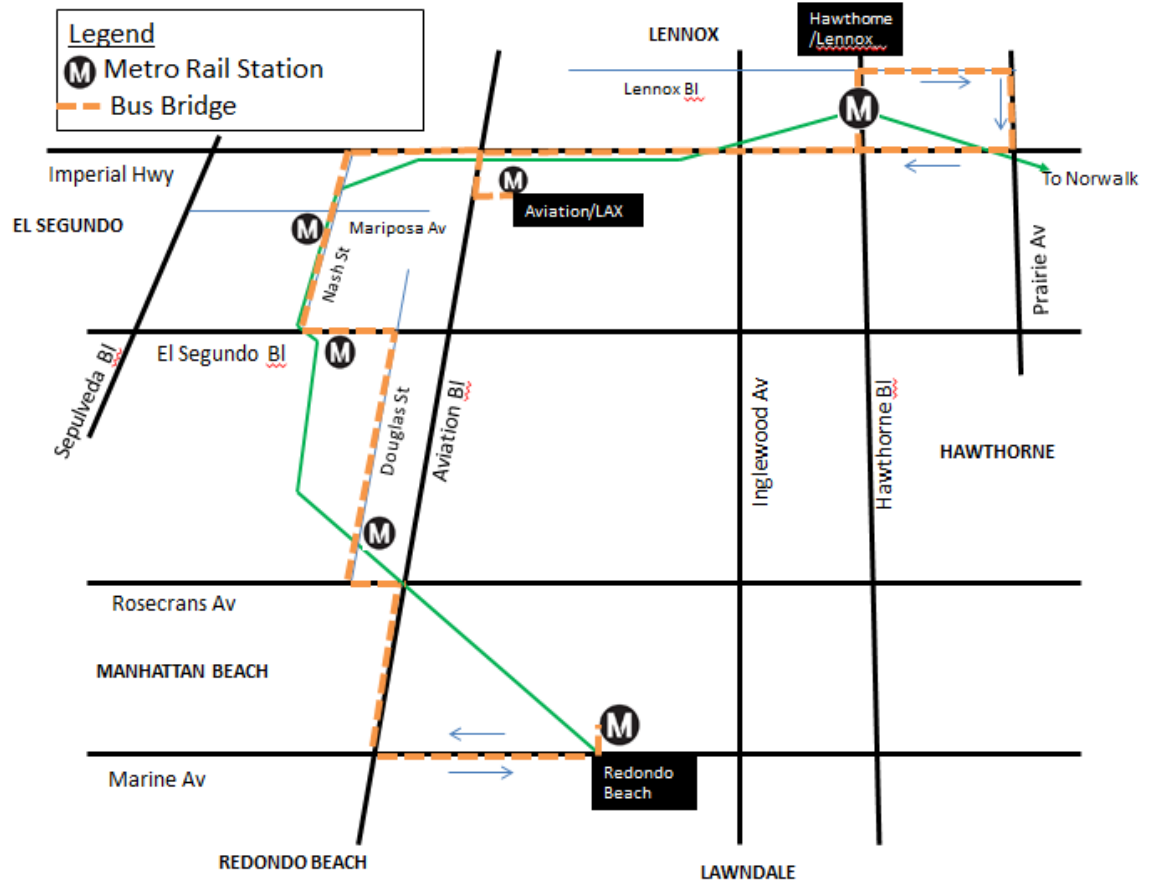 Legend
M Metro Rail Station
Bus Bridge
LENNOX
Hawthorne
/Lennox
Lennox Bl
M
Imperial Hwy
To Norwalk
EL SEGUNDO
M
Aviation/LAX
M
Mariposa Av
Nash St
Prairie Av
Sepulveda Bl
El Segundo Bl
M
Douglas St
Aviation Bl
Inglewood Av
Hawthorne Bl
HAWTHORNE
M
Rosecrans Av
MANHATTAN BEACH
M
Marine Av
Redondo
Beach
REDONDO BEACH
LAWNDALE